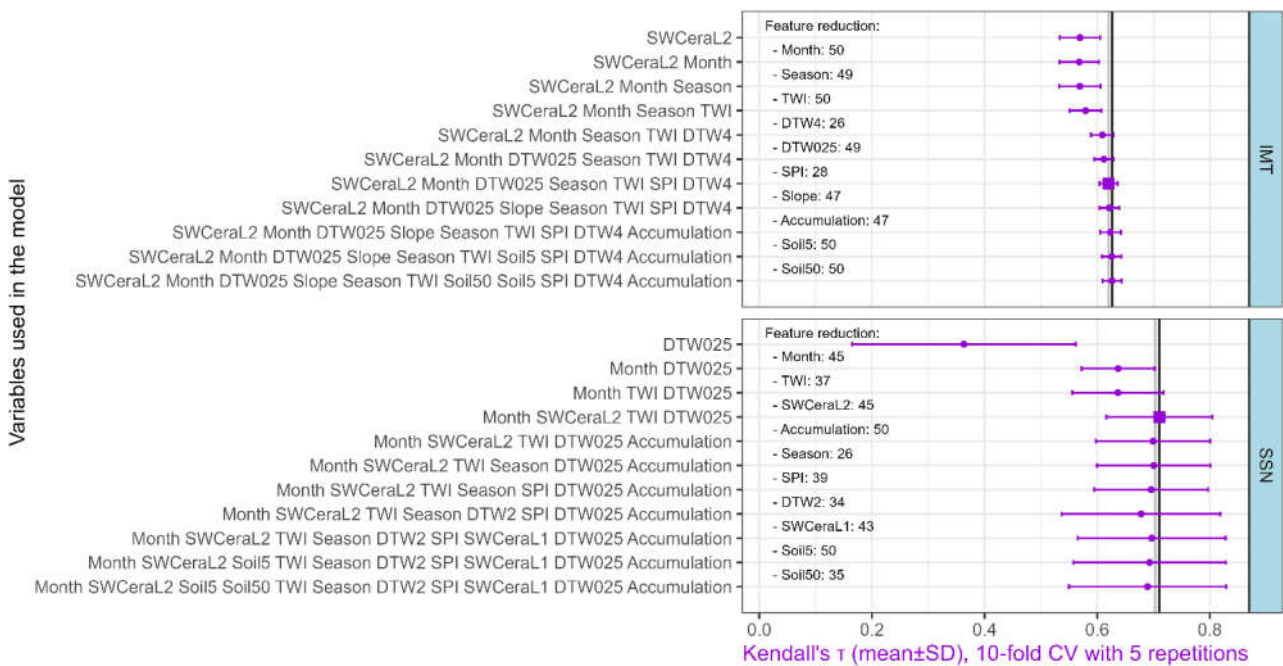 Variables used in the model
SWCeraL2
SWCeraL2 Month
SWCeraL2 Month Season
SWCeraL2 Month Season TWI
SWCeraL2 Month Season TWI DTW4
SWCeraL2 Month DTW025 Season TWI DTW4
SWCeraL2 Month DTW025 Season TWI SPI DTW4
SWCeraL2 Month DTW025 Slope Season TWI SPI DTW4
SWCeraL2 Month DTW025 Slope Season TWI SPI DTW4 Accumulation
SWCeraL2 Month DTW025 Slope Season TWI Soil5 SPI DTW4 Accumulation
SWCeraL2 Month DTW025 Slope Season TWI Soil50 Soil5 SPI DTW4 Accumulation
Feature reduction:
- Month: 50
- Season: 49
- TWI: 50
- DTW4: 26
- DTW025: 49
- SPI: 28
- Slope: 47
- Accumulation: 47
- Soil5: 50
- Soil50: 50
IMT
DTW025
Month DTW025
Month TWI DTW025
Month SWCeraL2 TWI DTW025
Month SWCeraL2 TWI DTW025 Accumulation
Month SWCeraL2 TWI Season DTW025 Accumulation
Month SWCeraL2 TWI Season SPI DTW025 Accumulation
Month SWCeraL2 TWI Season DTW2 SPI DTW025 Accumulation
Month SWCeraL2 TWI Season DTW2 SPI SWCeraL1 DTW025 Accumulation
Month SWCeraL2 Soil5 TWI Season DTW2 SPI SWCeraL1 DTW025 Accumulation
Month SWCeraL2 Soil5 Soil50 TWI Season DTW2 SPI SWCeraL1 DTW025 Accumulation
Feature reduction:
- Month: 45
- TWI: 37
- SWCeraL2: 45
- Accumulation: 50
- Season: 26
- SPI: 39
- DTW2: 34
- SWCeraL1: 43
- Soil5: 50
- Soil50: 35
SSN
0.0 0.2 0.4 0.6 0.8
Kendall's τ (mean±SD), 10-fold CV with 5 repetitions